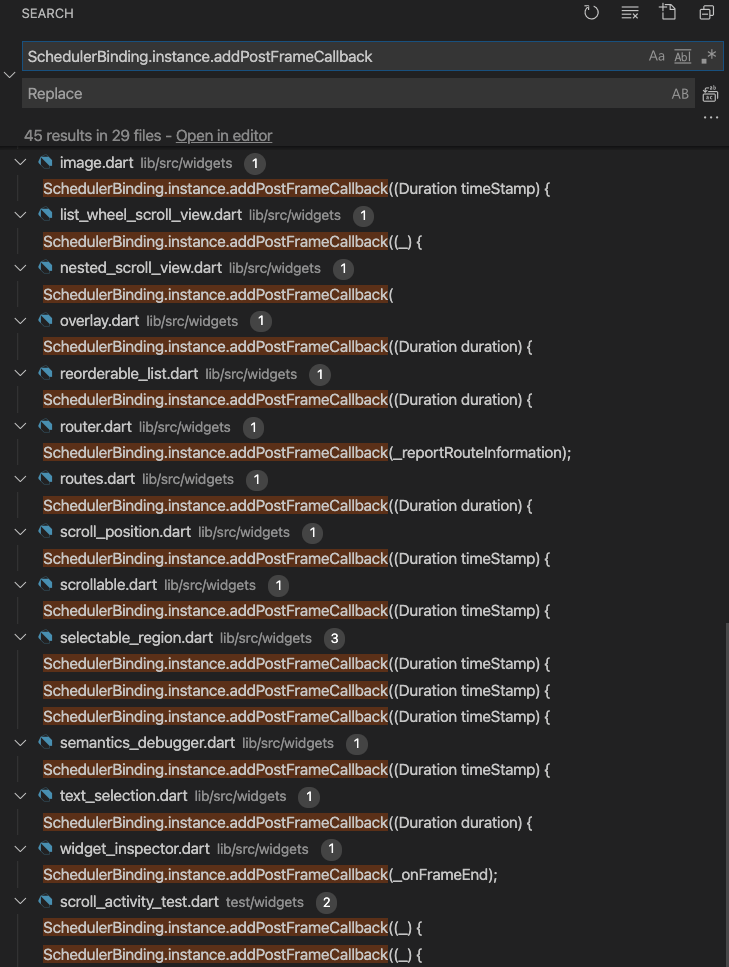 SEARCH
SchedulerBinding.instance.addPostFrameCallback Aa Ab .*
Replace AB
45 results in 29 files - Open in editor
image.dart lib/src/widgets 1
SchedulerBinding.instance.addPostFrameCallback((Duration timeStamp) {
list_wheel_scroll_view.dart lib/src/widgets 1
SchedulerBinding.instance.addPostFrameCallback((_) {
nested_scroll_view.dart lib/src/widgets 1
SchedulerBinding.instance.addPostFrameCallback(
overlay.dart lib/src/widgets 1
SchedulerBinding.instance.addPostFrameCallback((Duration duration) {
reorderable_list.dart lib/src/widgets 1
SchedulerBinding.instance.addPostFrameCallback((Duration duration) {
router.dart lib/src/widgets 1
SchedulerBinding.instance.addPostFrameCallback(_reportRouteInformation);
routes.dart lib/src/widgets 1
SchedulerBinding.instance.addPostFrameCallback((Duration duration) {
scroll_position.dart lib/src/widgets 1
SchedulerBinding.instance.addPostFrameCallback((Duration timeStamp) {
scrollable.dart lib/src/widgets 1
SchedulerBinding.instance.addPostFrameCallback((Duration timeStamp) {
selectable_region.dart lib/src/widgets 3
SchedulerBinding.instance.addPostFrameCallback((Duration timeStamp) {
SchedulerBinding.instance.addPostFrameCallback((Duration timeStamp) {
SchedulerBinding.instance.addPostFrameCallback((Duration timeStamp) {
semantics_debugger.dart lib/src/widgets 1
SchedulerBinding.instance.addPostFrameCallback((Duration timeStamp) {
text_selection.dart lib/src/widgets 1
SchedulerBinding.instance.addPostFrameCallback((Duration duration) {
widget_inspector.dart lib/src/widgets 1
SchedulerBinding.instance.addPostFrameCallback(_onFrameEnd);
scroll_activity_test.dart test/widgets 2
SchedulerBinding.instance.addPostFrameCallback((_) {
SchedulerBinding.instance.addPostFrameCallback((_) {